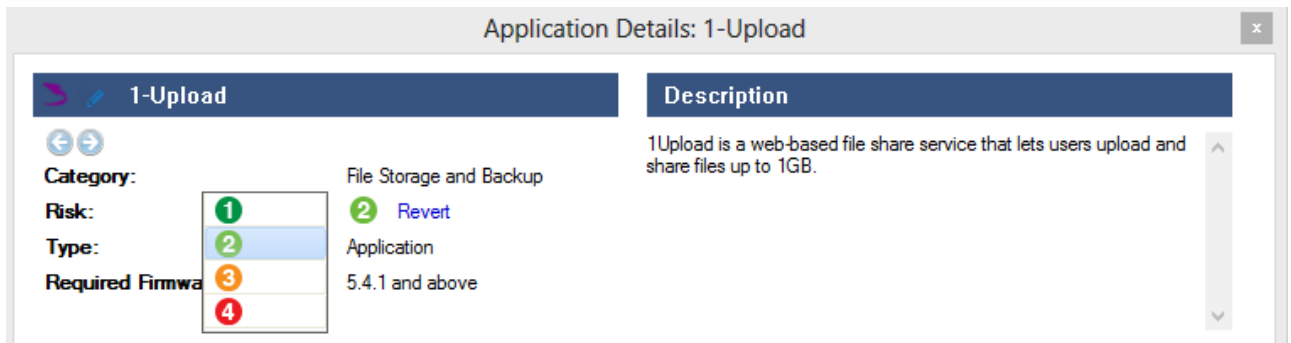 Application Details: 1-Upload
x
1-Upload
Category: File Storage and Backup
Risk: 2 Revert
Type: Application
Required Firmwa 5.4.1 and above
1
2
3
4
Description
1Upload is a web-based file share service that lets users upload and
share files up to 1GB.